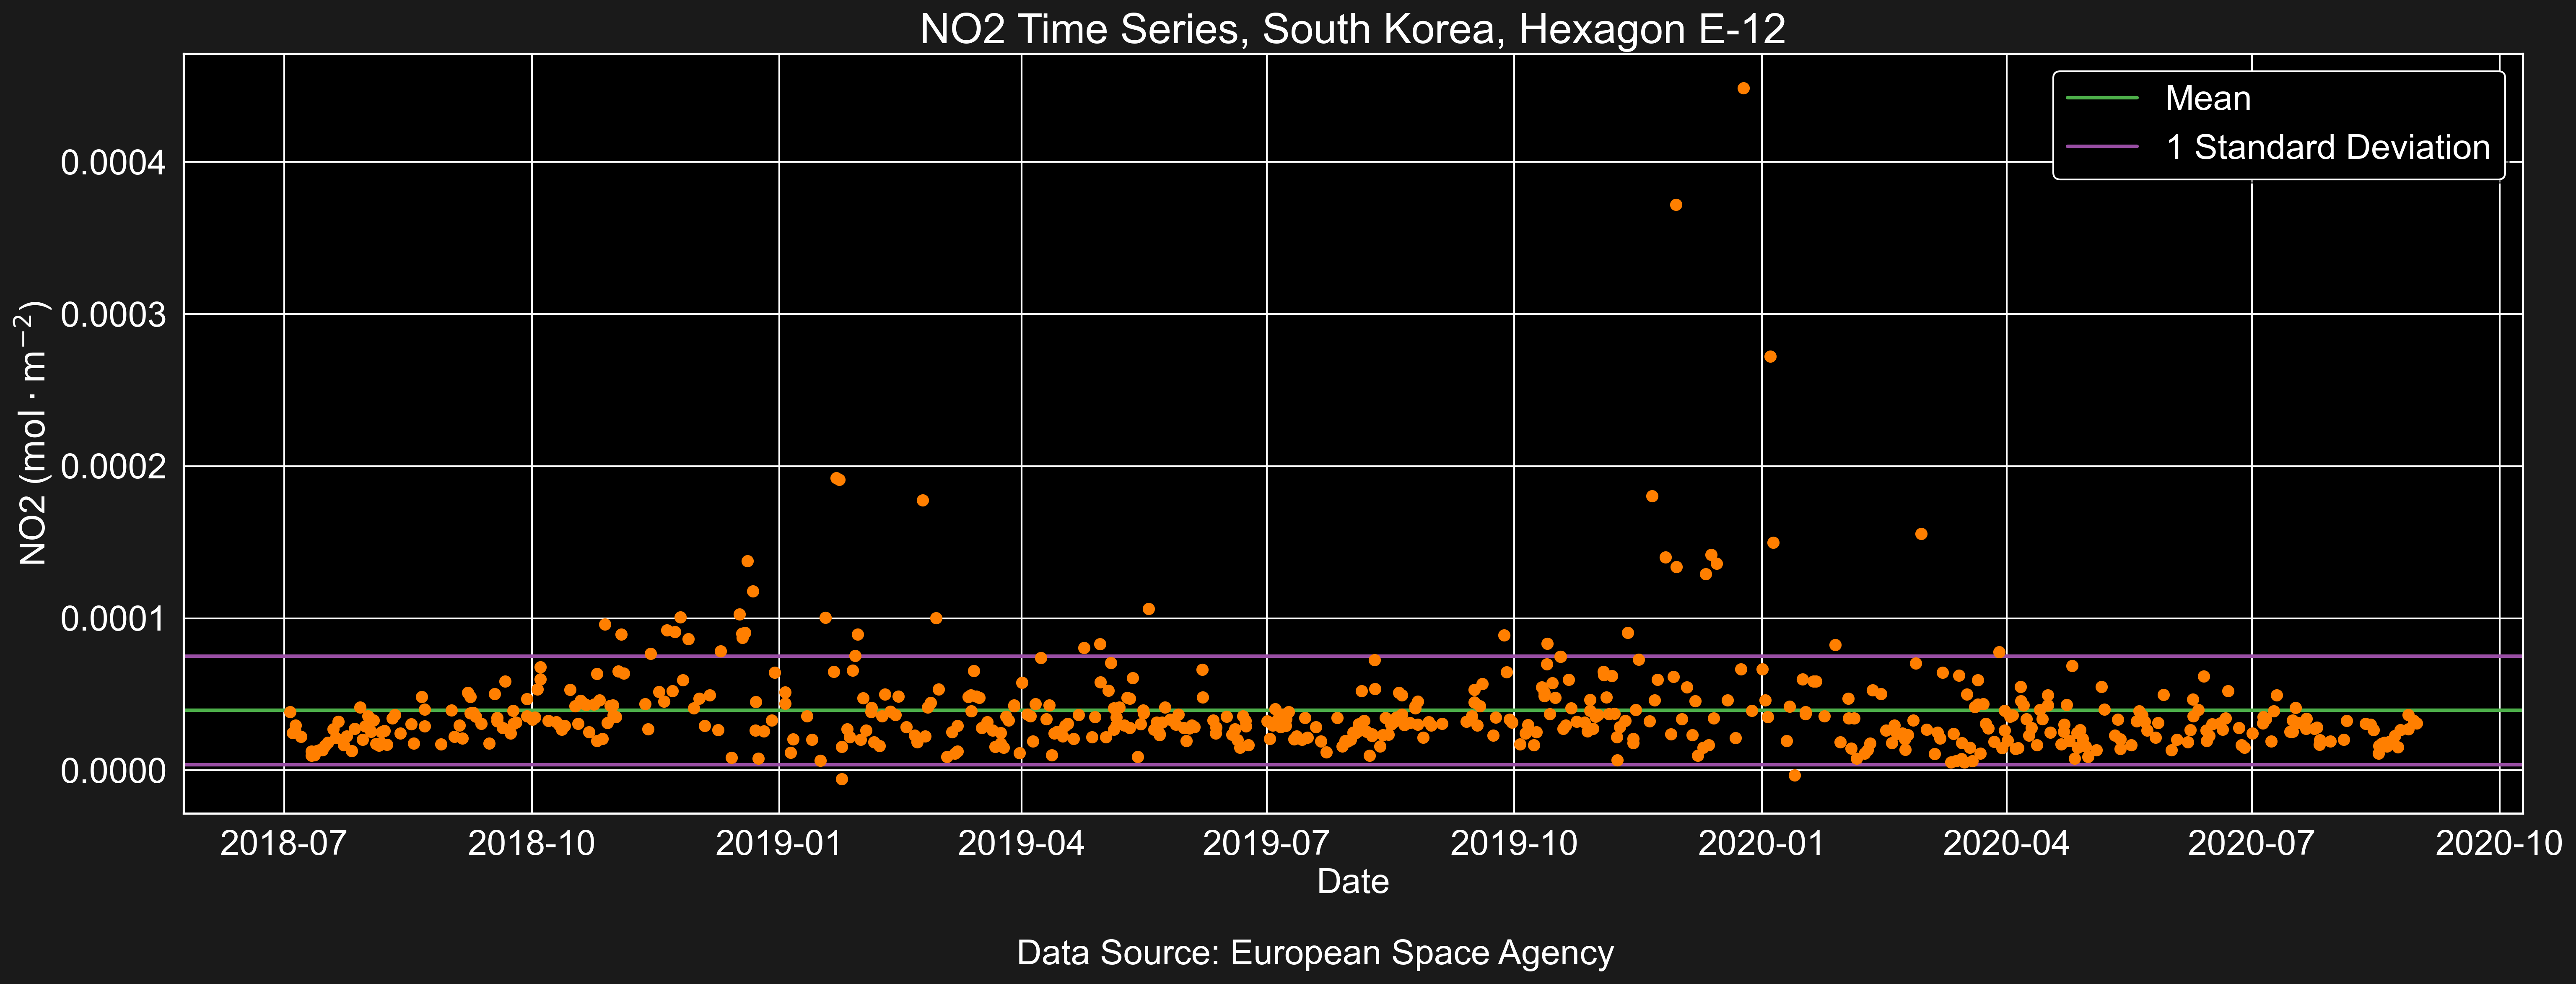 NO2 Time Series, South Korea, Hexagon E-12
Mean
1 Standard Deviation
NO2 (mol · m⁻²)
0.0004
0.0003
0.0002
0.0001
0.0000
2018-07 2018-10 2019-01 2019-04 2019-07 2019-10 2020-01 2020-04 2020-07 2020-10
Date
Data Source: European Space Agency